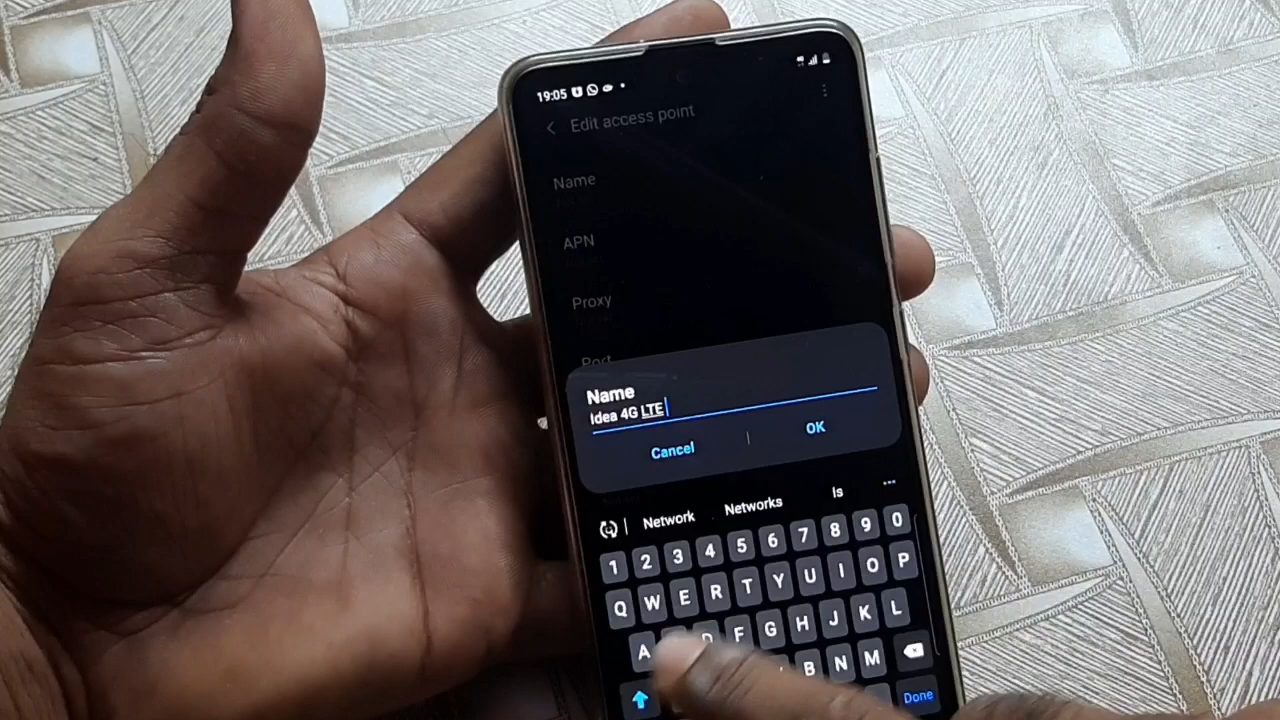 19:05
Edit access point
Name
APN
Proxy
Port
Name
Idea 4G LTE
Cancel | OK
Network Networks Is ...
1 2 3 4 5 6 7 8 9 0
Q W E R T Y U I O P
A D F G H J K L
B N M
Done